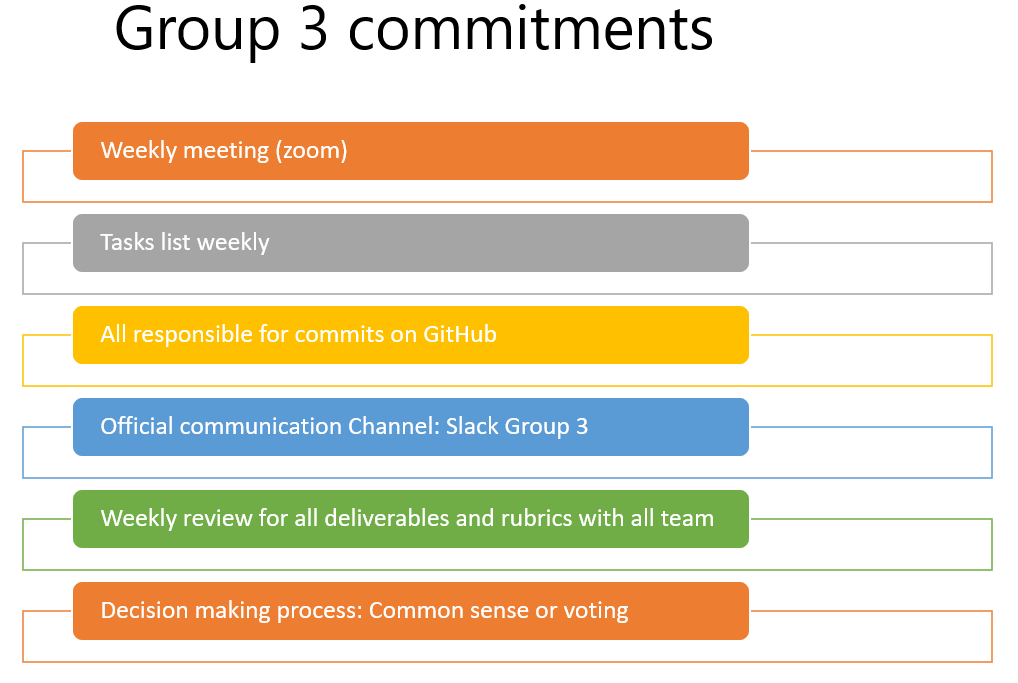 Group 3 commitments
Weekly meeting (zoom)
Tasks list weekly
All responsible for commits on GitHub
Official communication Channel: Slack Group 3
Weekly review for all deliverables and rubrics with all team
Decision making process: Common sense or voting